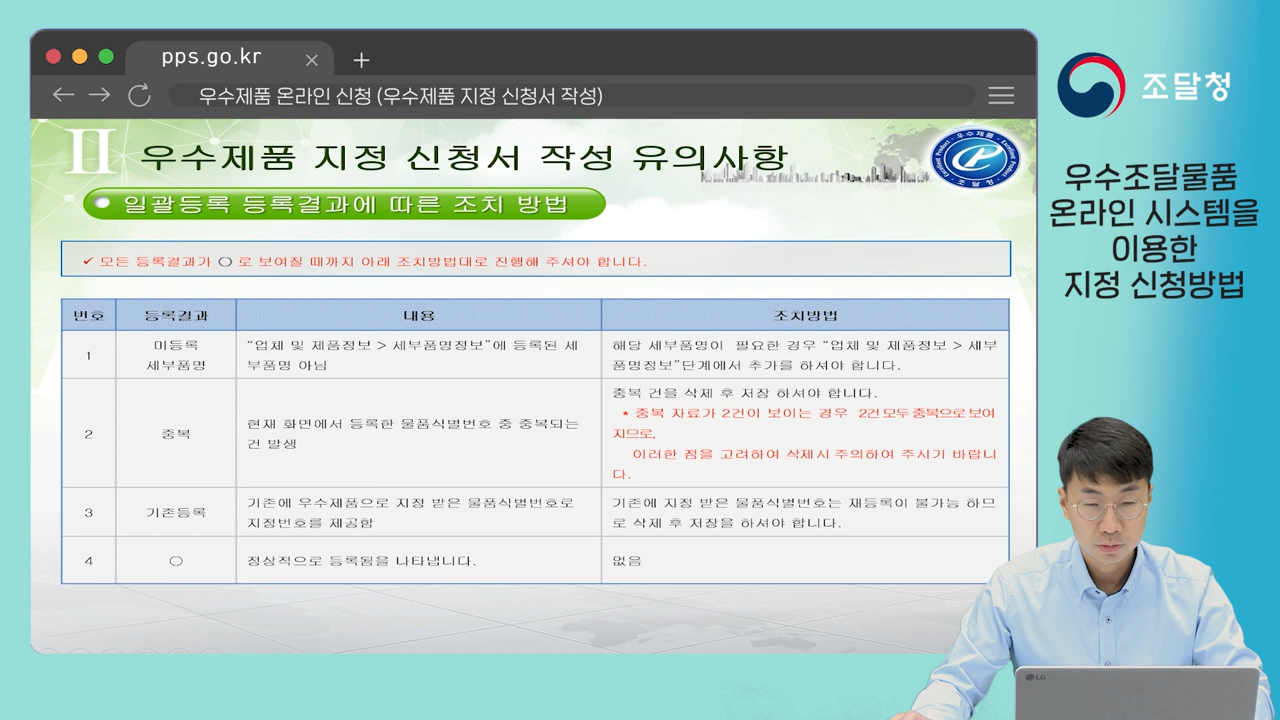 pps.go.kr
우수제품 온라인 신청 (우수제품 지정 신청서 작성)
조달청
우수조달물품
온라인 시스템을
이용한
지정 신청방법
Ⅱ 우수제품 지정 신청서 작성 유의사항
일괄등록 등록결과에 따른 조치 방법
✓ 모든 등록결과가 ○ 로 보여질 때까지 아래 조치방법대로 진행해 주셔야 합니다.
번호 등록결과 내용 조치방법
1
미등록
세부품명
“업체 및 제품정보 > 세부품명정보”에 등록된 세
부품명 아님
해당 세부품명이 필요한 경우 “업체 및 제품정보 > 세부
품명정보”단계에서 추가를 하셔야 합니다.
2
중복
현재 화면에서 등록한 물품식별번호 중 중복되는
건 발생
중복 건을 삭제 후 저장 하셔야 합니다.
* 중복 자료가 2건이 보이는 경우 2건 모두 중복으로 보여
지므로,
이러한 점을 고려하여 삭제시 주의하여 주시기 바랍니
다.
3
기존등록
기존에 우수제품으로 지정 받은 물품식별번호로
지정번호를 제공함
기존에 지정 받은 물품식별번호는 재등록이 불가능 하므
로 삭제 후 저장을 하셔야 합니다.
4
○
정상적으로 등록됨을 나타냅니다.
없음
LG